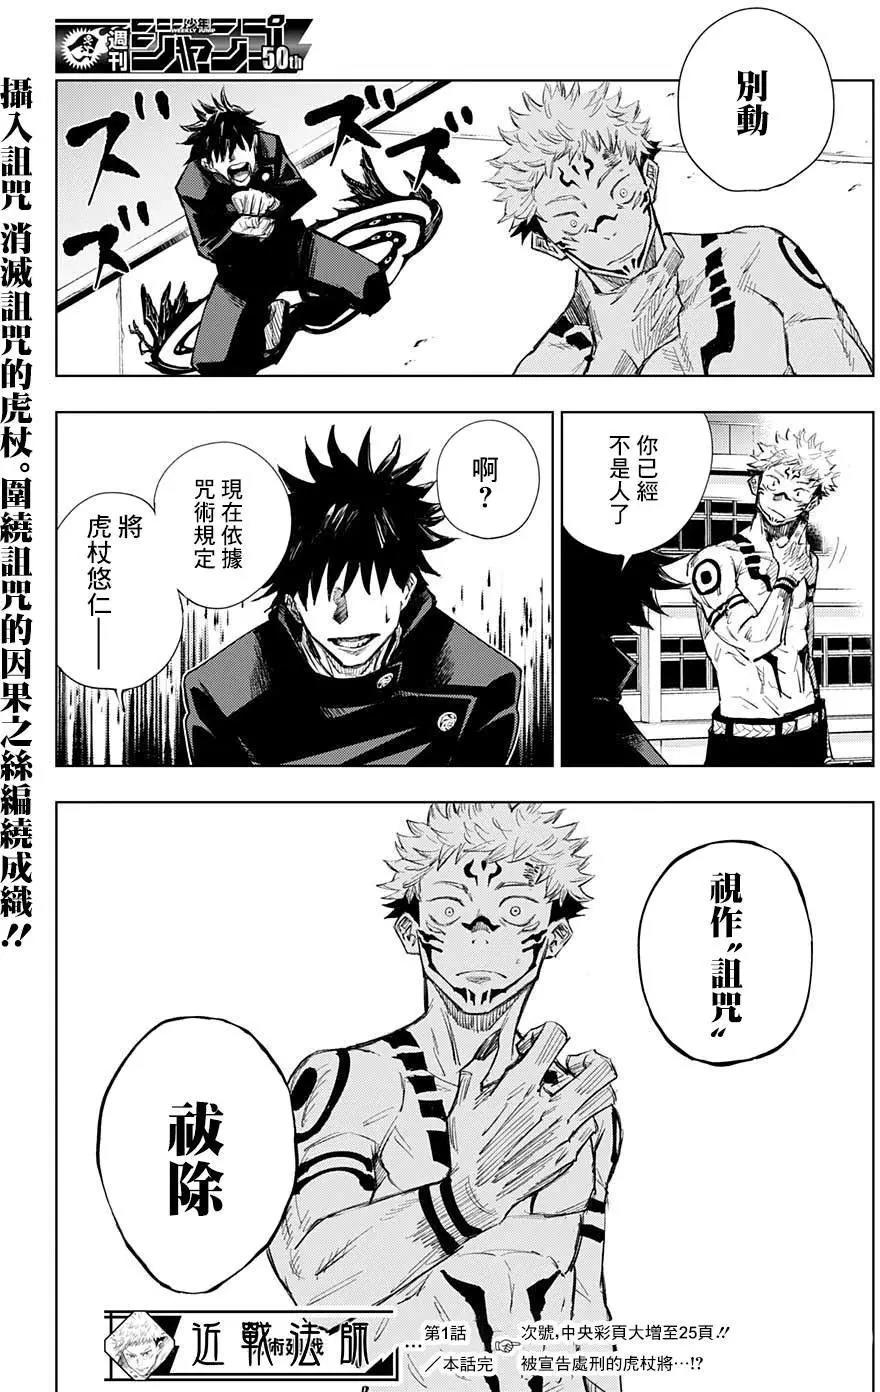 週刊
少年
WEEKLY JUMP
ジャンプ
50th
別動
ズズ
ズズ
你已經
不是人了
啊？
現在依據
咒術規定
將
虎杖悠仁——
視作〝詛咒〞
祓除
攝入詛咒 消滅詛咒的虎杖。圍繞詛咒的因果之絲編繞成織!!
近戰法師
…
第1話
／本話完
☞
次號,中央彩頁大增至25頁!!
被宣告處刑的虎杖將…!?